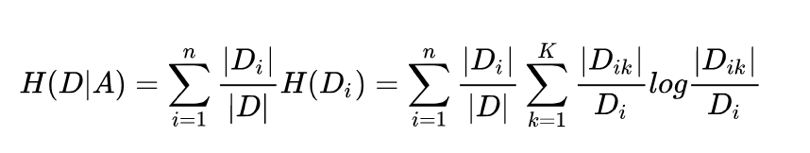 H(D|A) = \sum_{i=1}^{n} \frac{|D_i|}{|D|} H(D_i) = \sum_{i=1}^{n} \frac{|D_i|}{|D|} \sum_{k=1}^{K} \frac{|D_{ik}|}{D_i} log \frac{|D_{ik}|}{D_i}